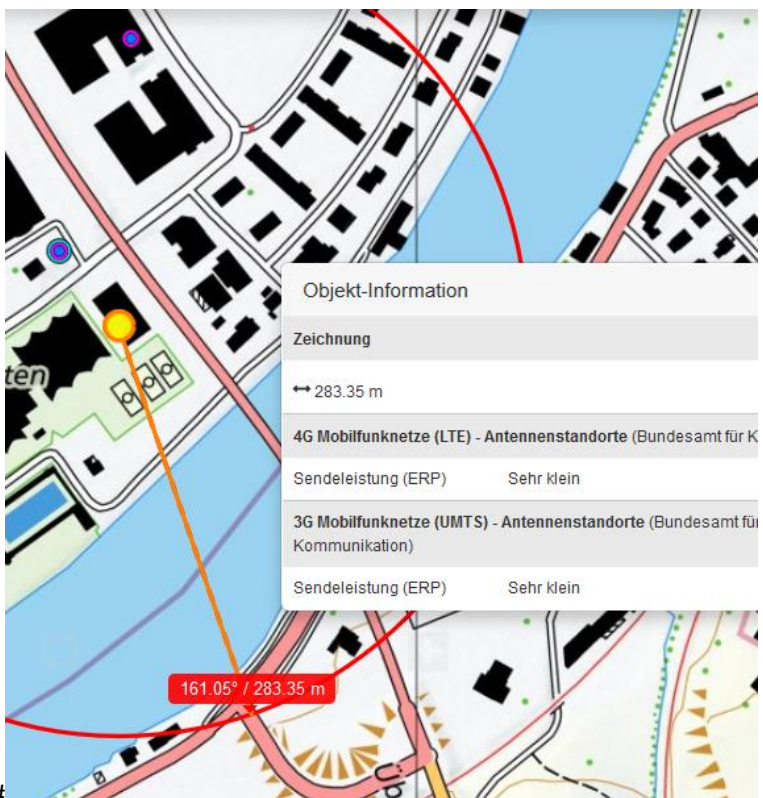 Objekt-Information
Zeichnung
283.35 m
4G Mobilfunknetze (LTE) - Antennenstandorte (Bundesamt für K
Sendeleistung (ERP) Sehr klein
3G Mobilfunknetze (UMTS) - Antennenstandorte (Bundesamt für
Kommunikation)
Sendeleistung (ERP) Sehr klein
ten
161.05° / 283.35 m
Üb